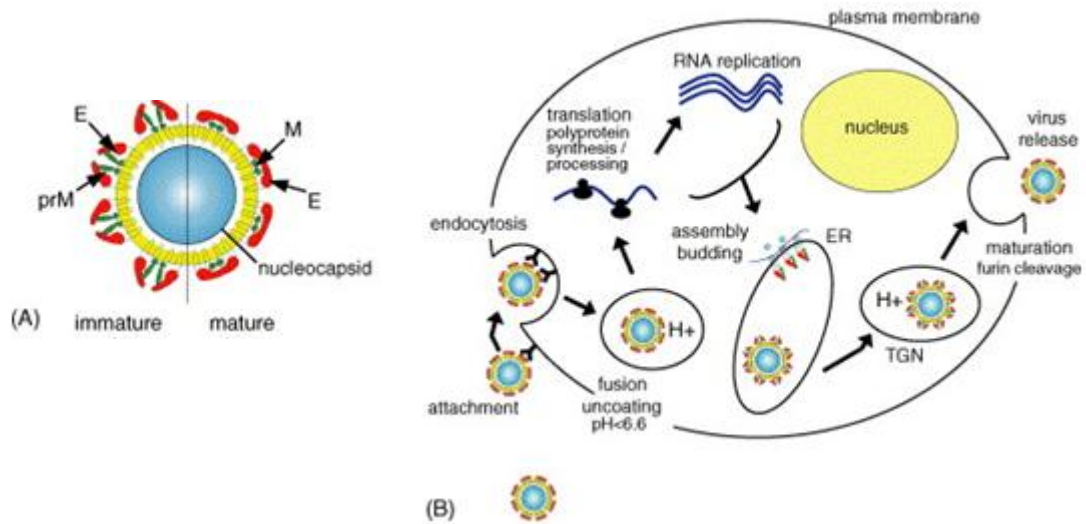 E
M
prM
E
nucleocapsid
(A)
immature
mature
plasma membrane
RNA replication
translation
polyprotein
synthesis /
processing
nucleus
virus
release
endocytosis
assembly
budding
ER
maturation
furin cleavage
H+
H+
TGN
attachment
fusion
uncoating
pH<6.6
(B)